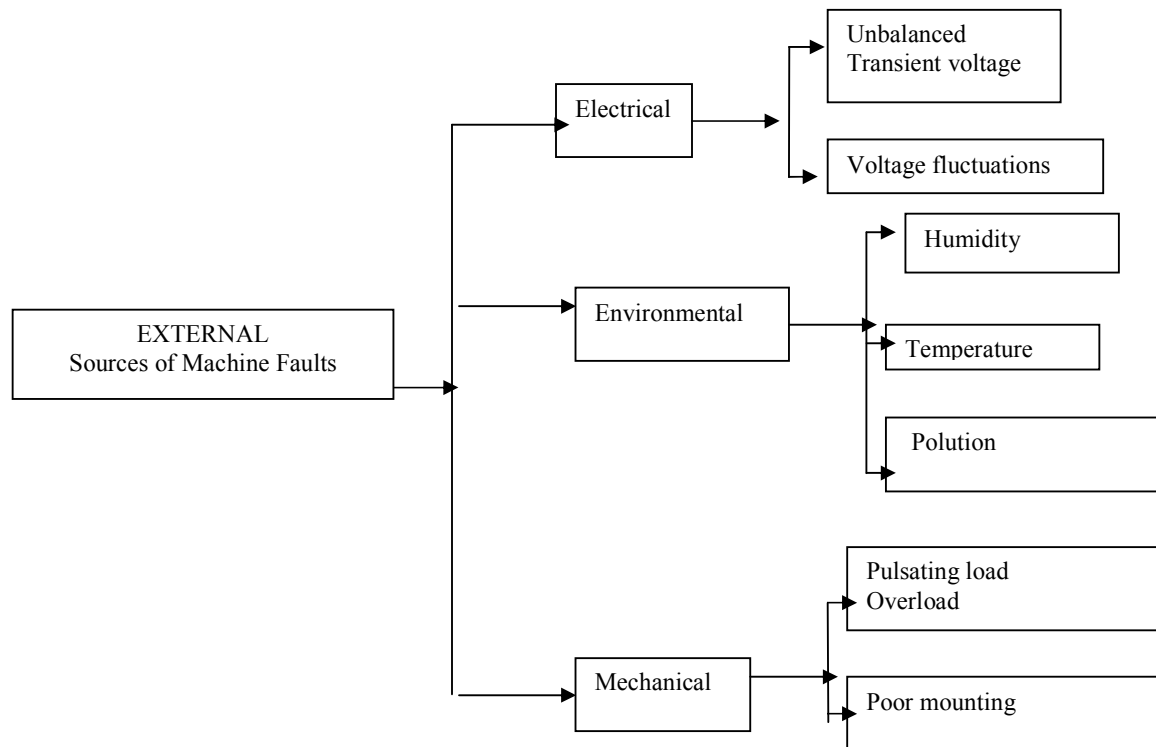 EXTERNAL
Sources of Machine Faults
Electrical
Unbalanced
Transient voltage
Voltage fluctuations
Environmental
Humidity
Temperature
Polution
Mechanical
Pulsating load
Overload
Poor mounting